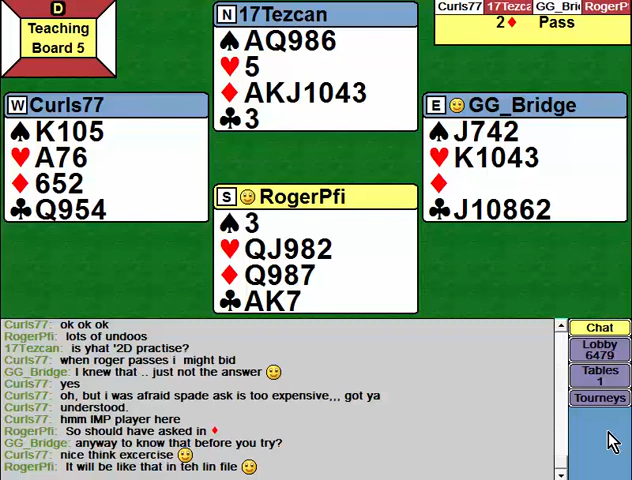 D
Teaching
Board 5
N 17Tezcan
♠ AQ986
♥ 5
♦ AKJ1043
♣ 3
Curls77 17Tezca GG_Brid RogerP
2♦ Pass
W Curls77
♠ K105
♥ A76
♦ 652
♣ Q954
E GG_Bridge
♠ J742
♥ K1043
♦
♣ J10862
S RogerPfi
♠ 3
♥ QJ982
♦ Q987
♣ AK7
Curls77: ok ok ok
RogerPfi: lots of undoos
17Tezcan: is yhat '2D practise?
Curls77: when roger passes i might bid
GG_Bridge: I knew that .. just not the answer
Curls77: yes
Curls77: oh, but i was afraid spade ask is too expensive,,, got ya
Curls77: understood.
Curls77: hmm IMP player here
RogerPfi: So should have asked in ♦
GG_Bridge: anyway to know that before you try?
Curls77: nice think excercise
RogerPfi: It will be like that in teh lin file
Chat
Lobby
6479
Tables
1
Tourneys